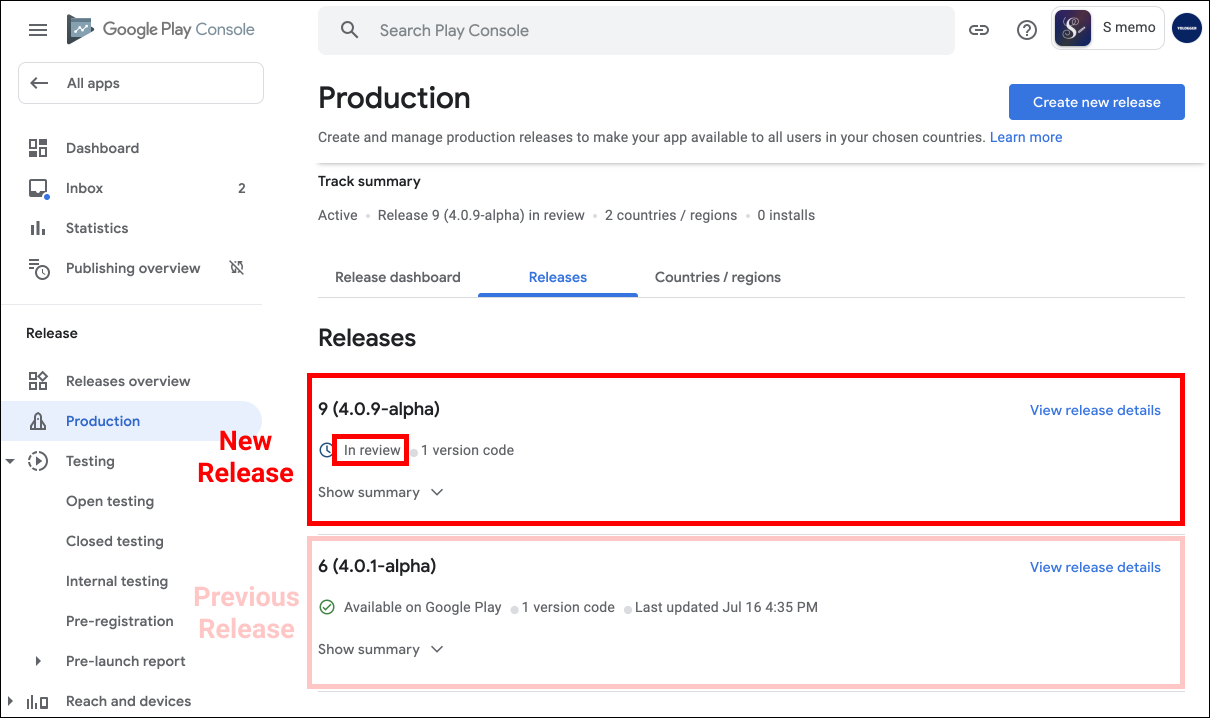 Google Play Console
Search Play Console
S memo
All apps
Production
Create new release
Create and manage production releases to make your app available to all users in your chosen countries. Learn more
Dashboard
Inbox 2
Statistics
Publishing overview
Track summary
Active • Release 9 (4.0.9-alpha) in review • 2 countries / regions • 0 installs
Release dashboard Releases Countries / regions
Release
Releases overview
Production
Testing
Open testing
Closed testing
Internal testing
Pre-registration
Pre-launch report
Reach and devices
New
Release
Previous
Release
Releases
9 (4.0.9-alpha) View release details
In review 1 version code
Show summary
6 (4.0.1-alpha) View release details
Available on Google Play 1 version code Last updated Jul 16 4:35 PM
Show summary